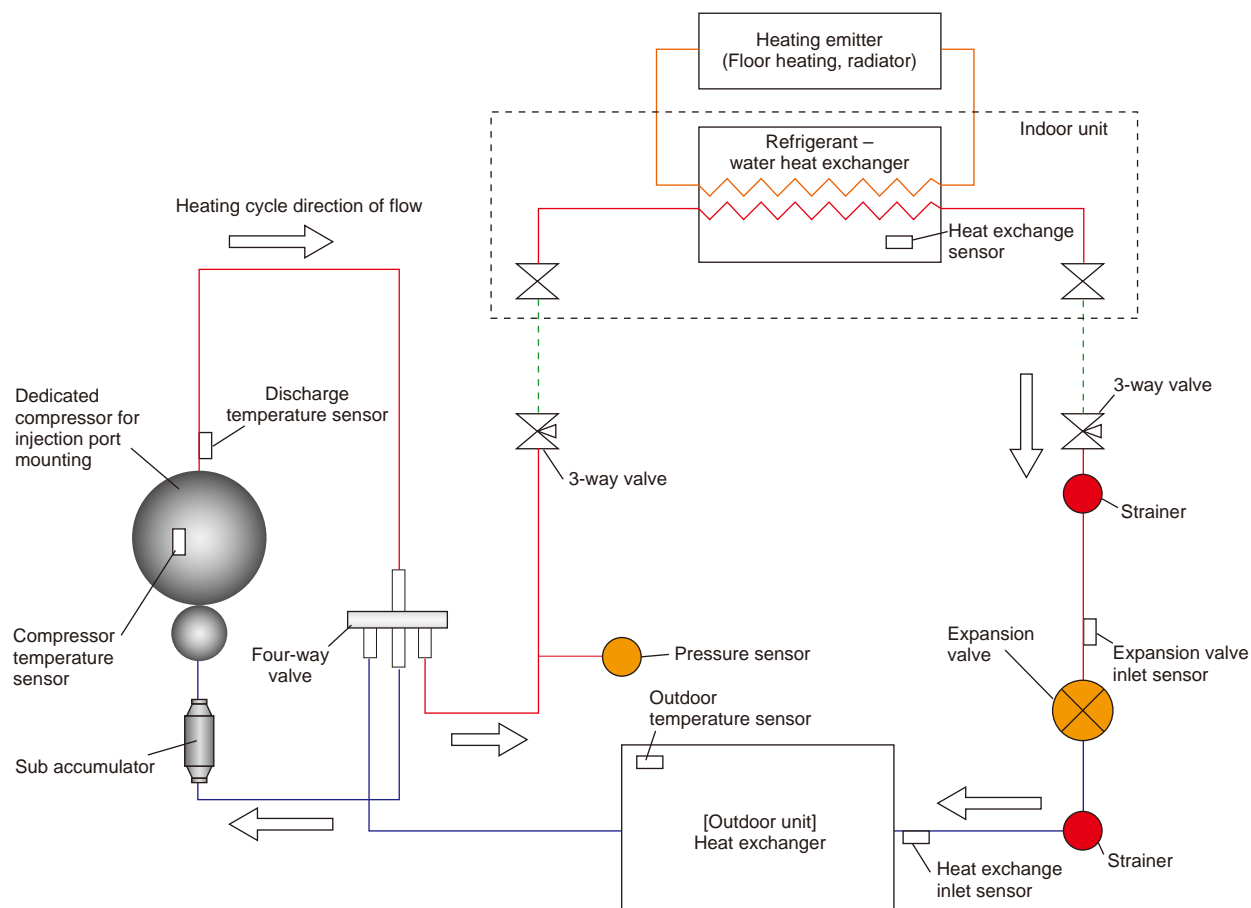 Heating emitter
(Floor heating, radiator)
Indoor unit
Refrigerant –
water heat exchanger
Heating cycle direction of flow
Heat exchange
sensor
Dedicated
compressor for
injection port
mounting
Discharge
temperature sensor
3-way valve
3-way valve
Strainer
Compressor
temperature
sensor
Four-way
valve
Pressure sensor
Expansion
valve
Expansion valve
inlet sensor
Outdoor
temperature sensor
Sub accumulator
[Outdoor unit]
Heat exchanger
Heat exchange
inlet sensor
Strainer